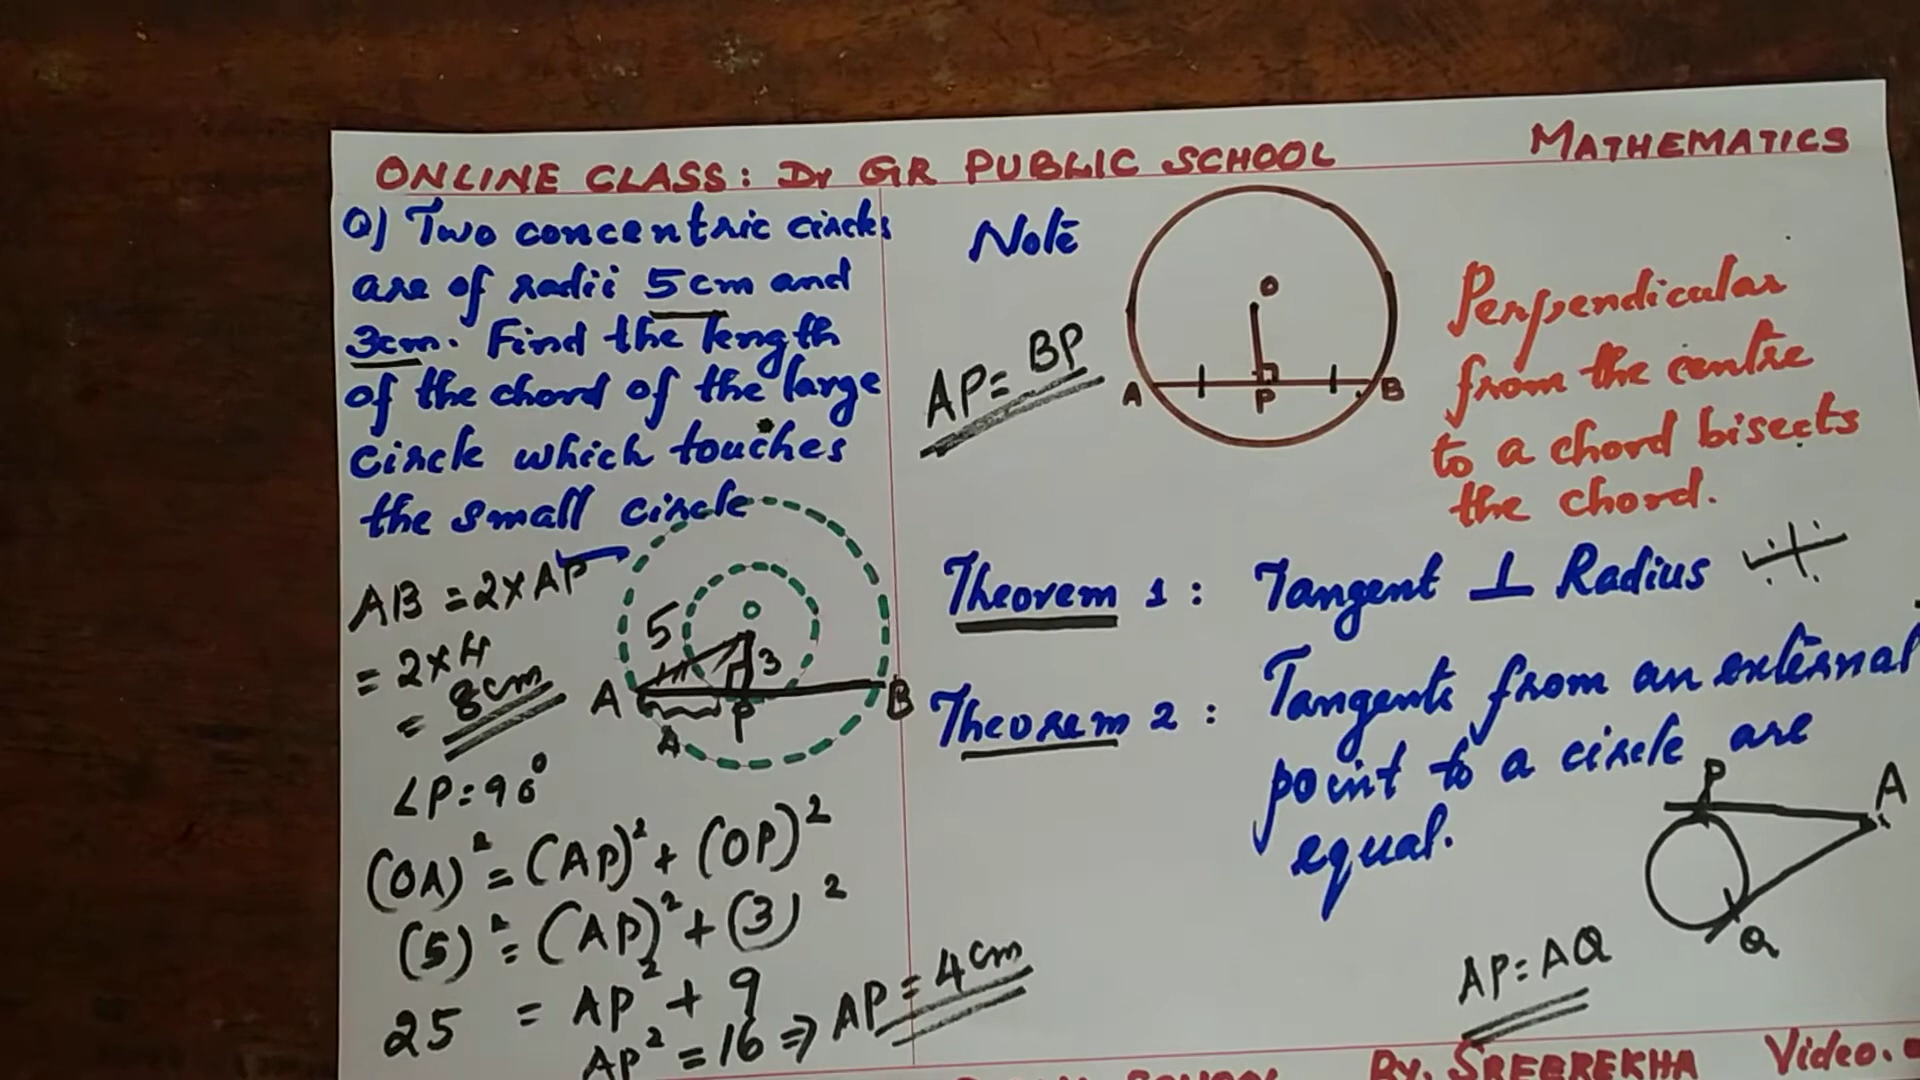 ONLINE CLASS: Dr GR PUBLIC SCHOOL
MATHEMATICS
Q) Two concentric circles
are of radii 5cm and
3cm. Find the length
of the chord of the large
circle which touches
the small circle
AB = 2×AP
= 2×4
= 8cm
∠P = 90°
(OA)² = (AP)² + (OP)²
(5)² = (AP)² + (3)²
25 = AP² + 9
AP² = 16 ⇒ AP = 4cm
O
5
3
A
P
B
Note
AP = BP
O
A
P
B
Perpendicular
from the centre
to a chord bisects
the chord.
Theorem 1 : Tangent ⊥ Radius
Theorem 2 : Tangents from an external
point to a circle are
equal.
P
A
Q
AP = AQ
SCHOOL
By, SREEREKHA
Video.